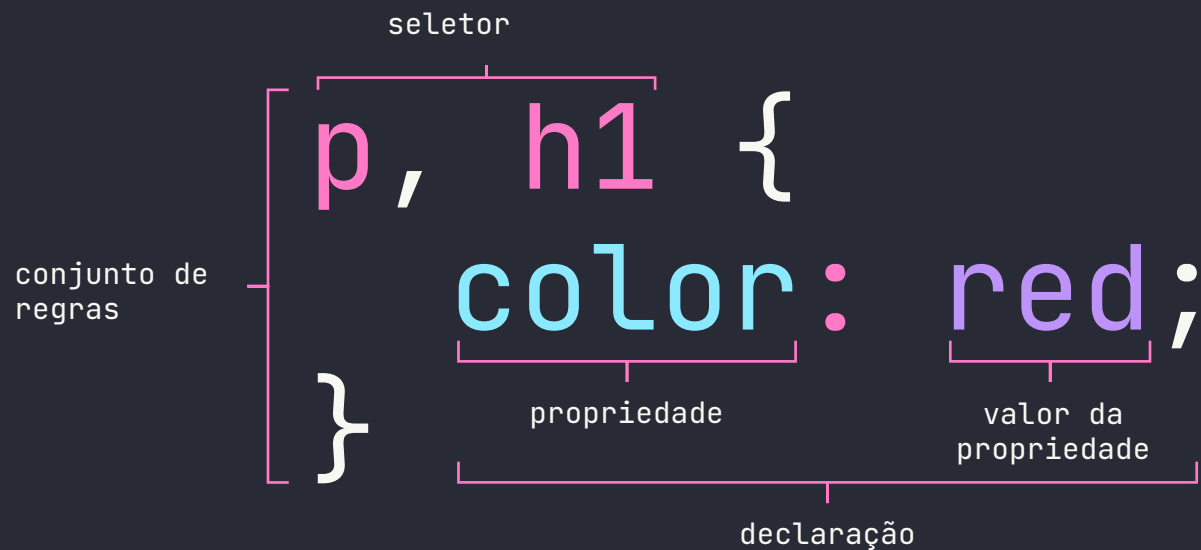 seletor
p, h1 {
conjunto de
regras
color: red;
propriedade
valor da
propriedade
}
declaração